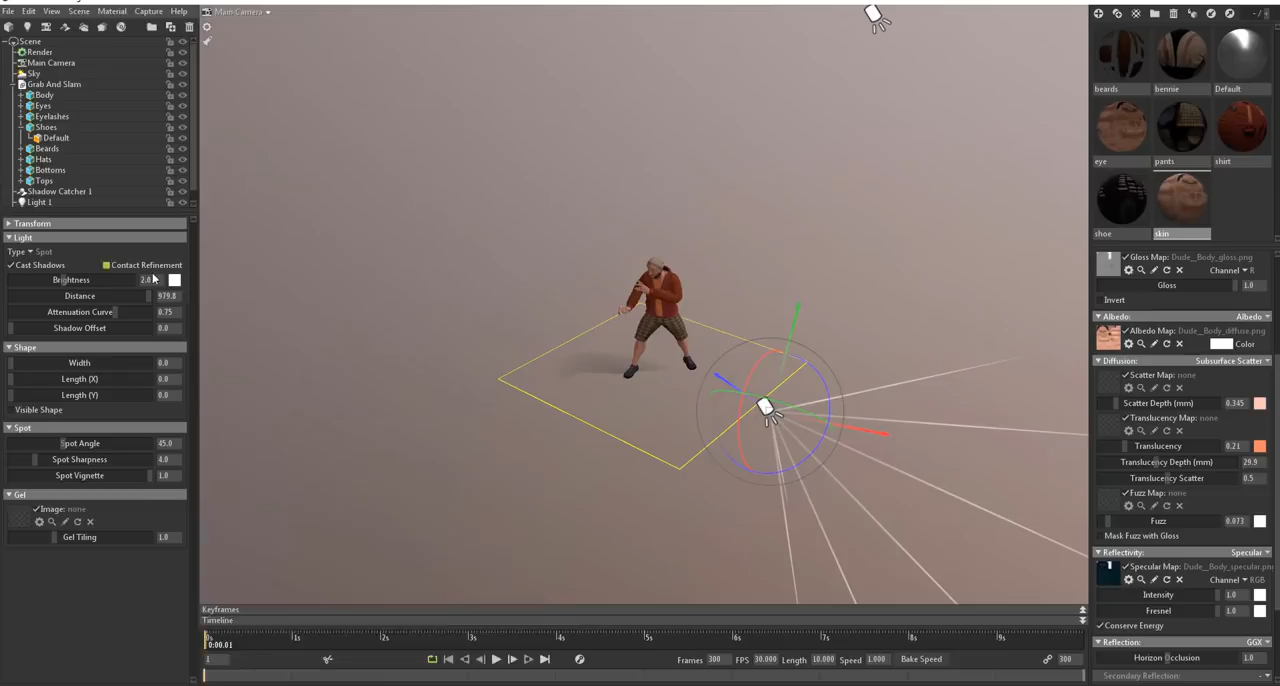 File Edit View Scene Material Capture Help
Main Camera
Scene
Render
Main Camera
Sky
Grab And Slam
Body
Eyes
Eyelashes
Shoes
Default
Beards
Hats
Bottoms
Tops
Shadow Catcher 1
Light 1
Transform
Light
Type Spot
Cast Shadows Contact Refinement
Brightness 2.0
Distance 979.8
Attenuation Curve 0.75
Shadow Offset 0.0
Shape
Width 0.0
Length (X) 0.0
Length (Y) 0.0
Visible Shape
Spot
Spot Angle 45.0
Spot Sharpness 4.0
Spot Vignette 1.0
Gel
Image: none
Gel Tiling 1.0
Keyframes
Timeline
0s 1s 2s 3s 4s 5s 6s 7s 8s 9s
0:00.01
1 Frames 300 FPS 30.000 Length 10.000 Speed 1.000 Bake Speed 300
beards bennie Default
eye pants shirt
shoe skin
Gloss Map: Dude__Body_gloss.png
Channel R
Gloss 1.0
Invert
Albedo: Albedo
Albedo Map: Dude__Body_diffuse.png
Color
Diffusion: Subsurface Scatter
Scatter Map: none
Scatter Depth (mm) 0.345
Translucency Map: none
Translucency 0.21
Translucency Depth (mm) 29.9
Translucency Scatter 0.5
Fuzz Map: none
Fuzz 0.073
Mask Fuzz with Gloss
Reflectivity: Specular
Specular Map: Dude__Body_specular.pn
Channel RGB
Intensity 1.0
Fresnel 1.0
Conserve Energy
Reflection: GGX
Horizon Occlusion 1.0
Secondary Reflection: